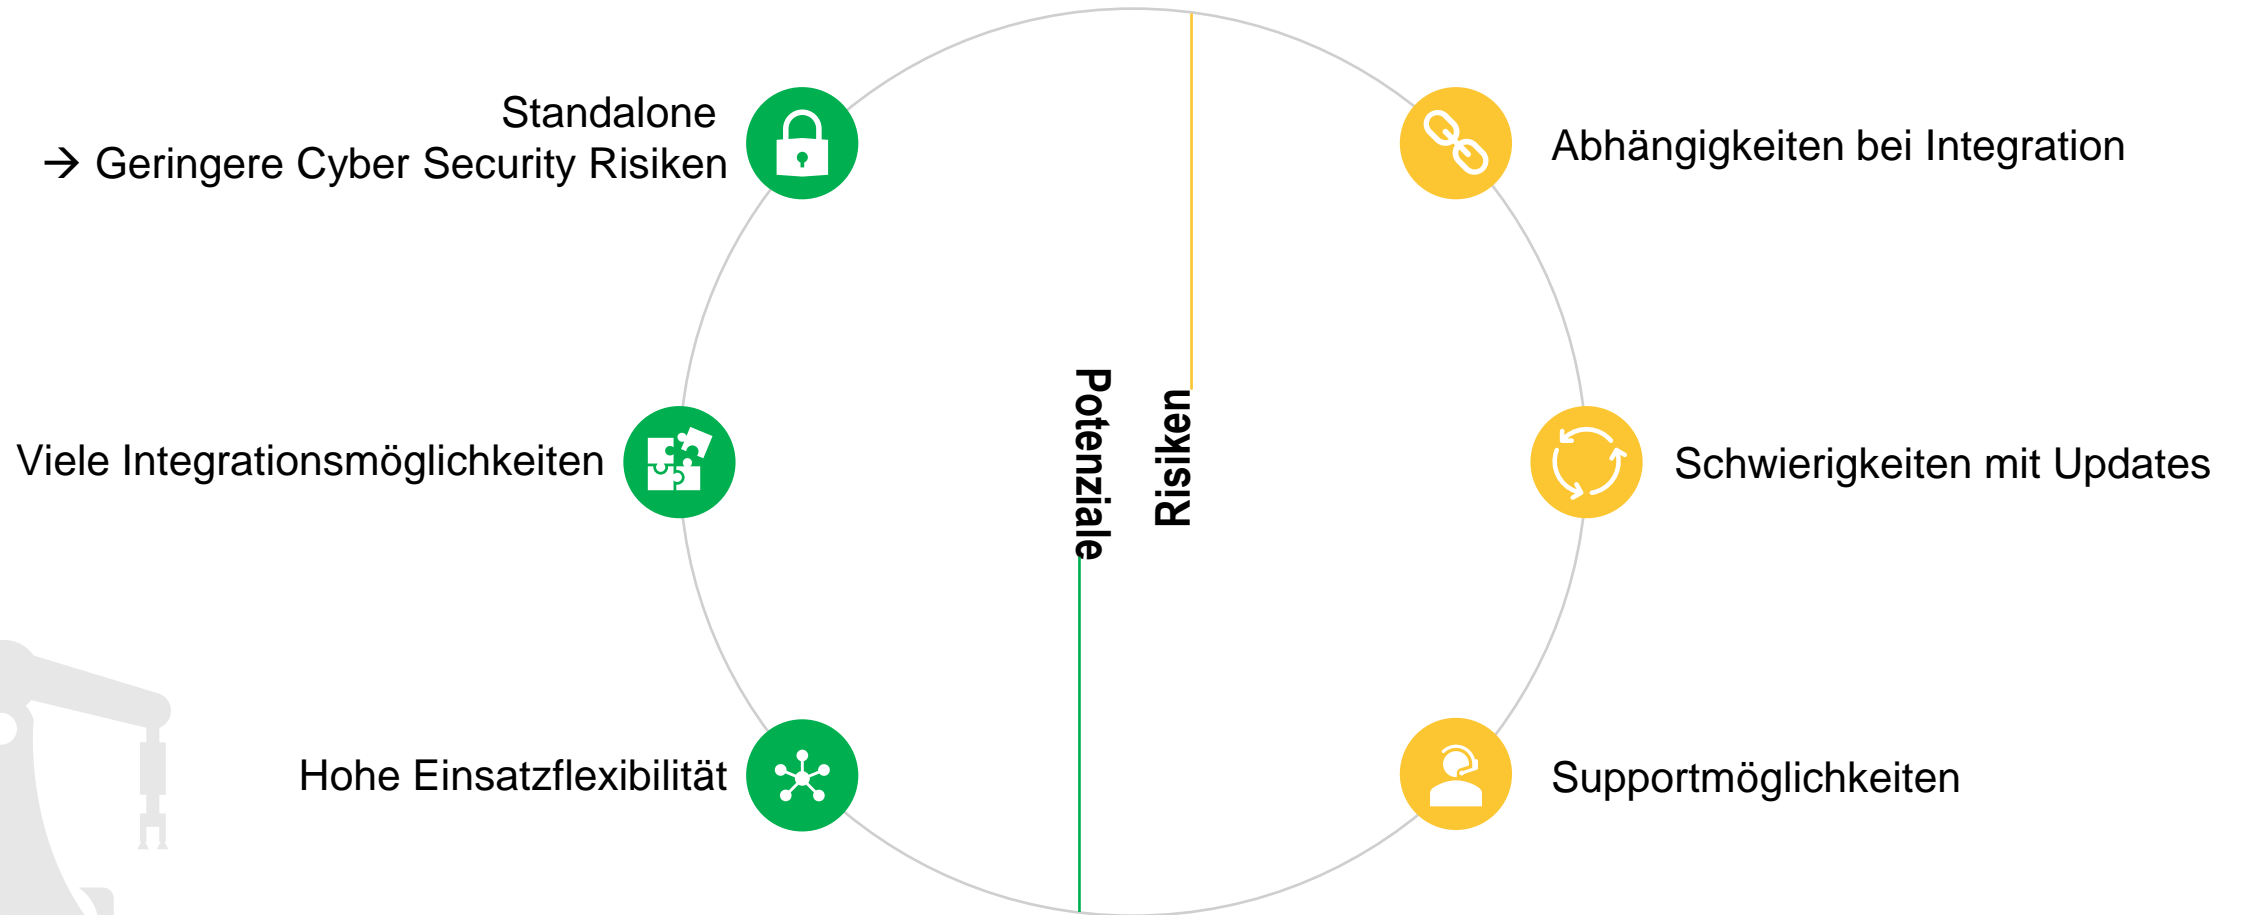 Standalone
→ Geringere Cyber Security Risiken
Viele Integrationsmöglichkeiten
Hohe Einsatzflexibilität
Potenziale
Risiken
Abhängigkeiten bei Integration
Schwierigkeiten mit Updates
Supportmöglichkeiten